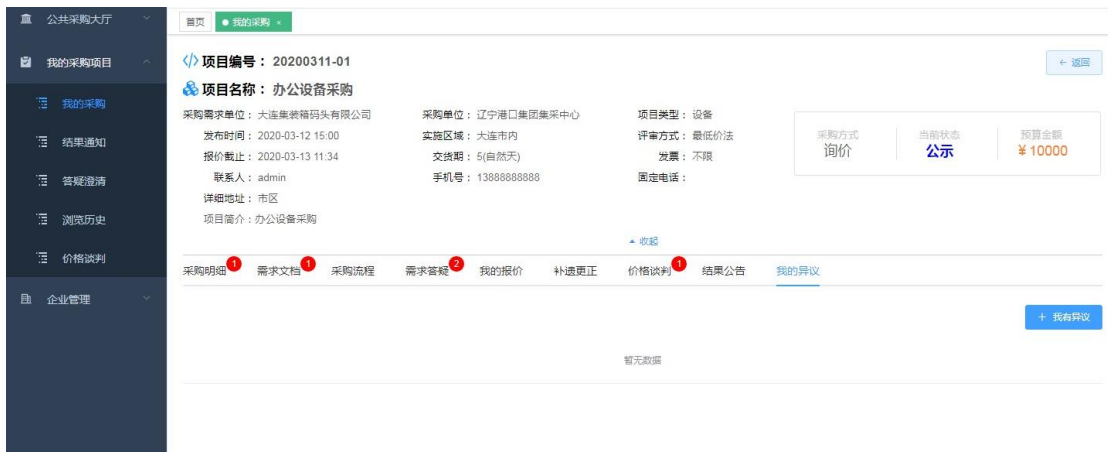 公共采购大厅
首页 我的采购 ×
我的采购项目
项目编号： 20200311-01
← 返回
项目名称： 办公设备采购
我的采购
采购需求单位： 大连集装箱码头有限公司 采购单位： 辽宁港口集团集采中心 项目类型： 设备
发布时间： 2020-03-12 15:00 实施区域： 大连市内 评审方式： 最低价法
采购方式 当前状态 预算金额
结果通知
询价 公示 ¥ 10000
报价截止： 2020-03-13 11:34 交货期： 5(自然天) 发票： 不限
联系人： admin 手机号： 13888888888 固定电话：
答疑澄清
详细地址： 市区
浏览历史
项目简介：办公设备采购
收起
价格谈判
采购明细 1 需求文档 1 采购流程 需求答疑 2 我的报价 补遗更正 价格谈判 1 结果公告 我的异议
企业管理
+ 我有异议
暂无数据